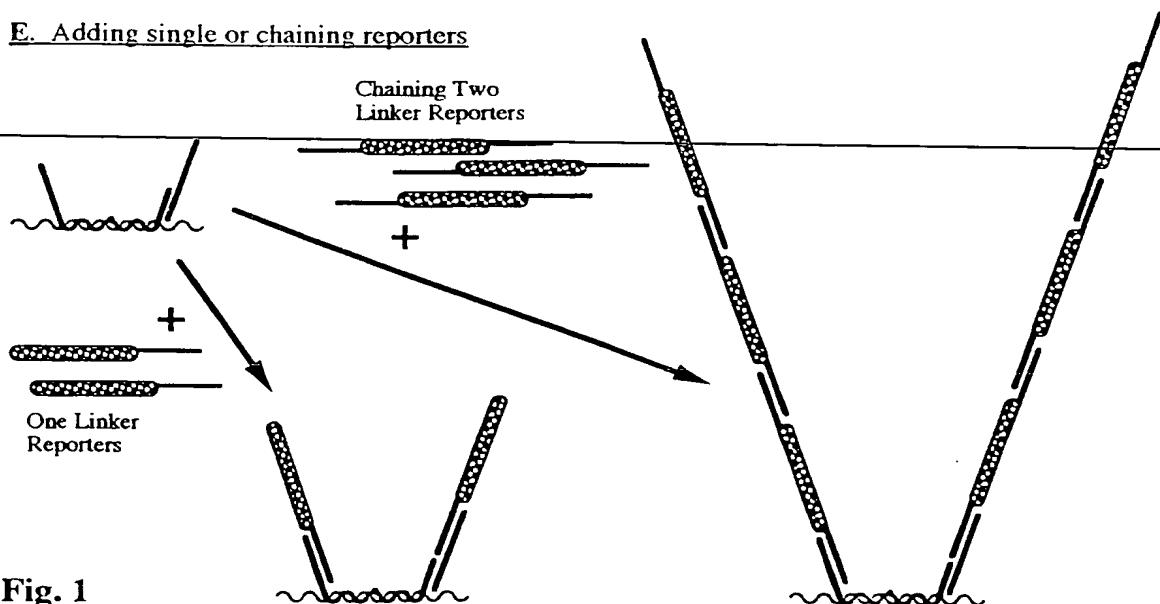 E. Adding single or chaining reporters
Chaining Two
Linker Reporters
+
+
One Linker
Reporters
Fig. 1